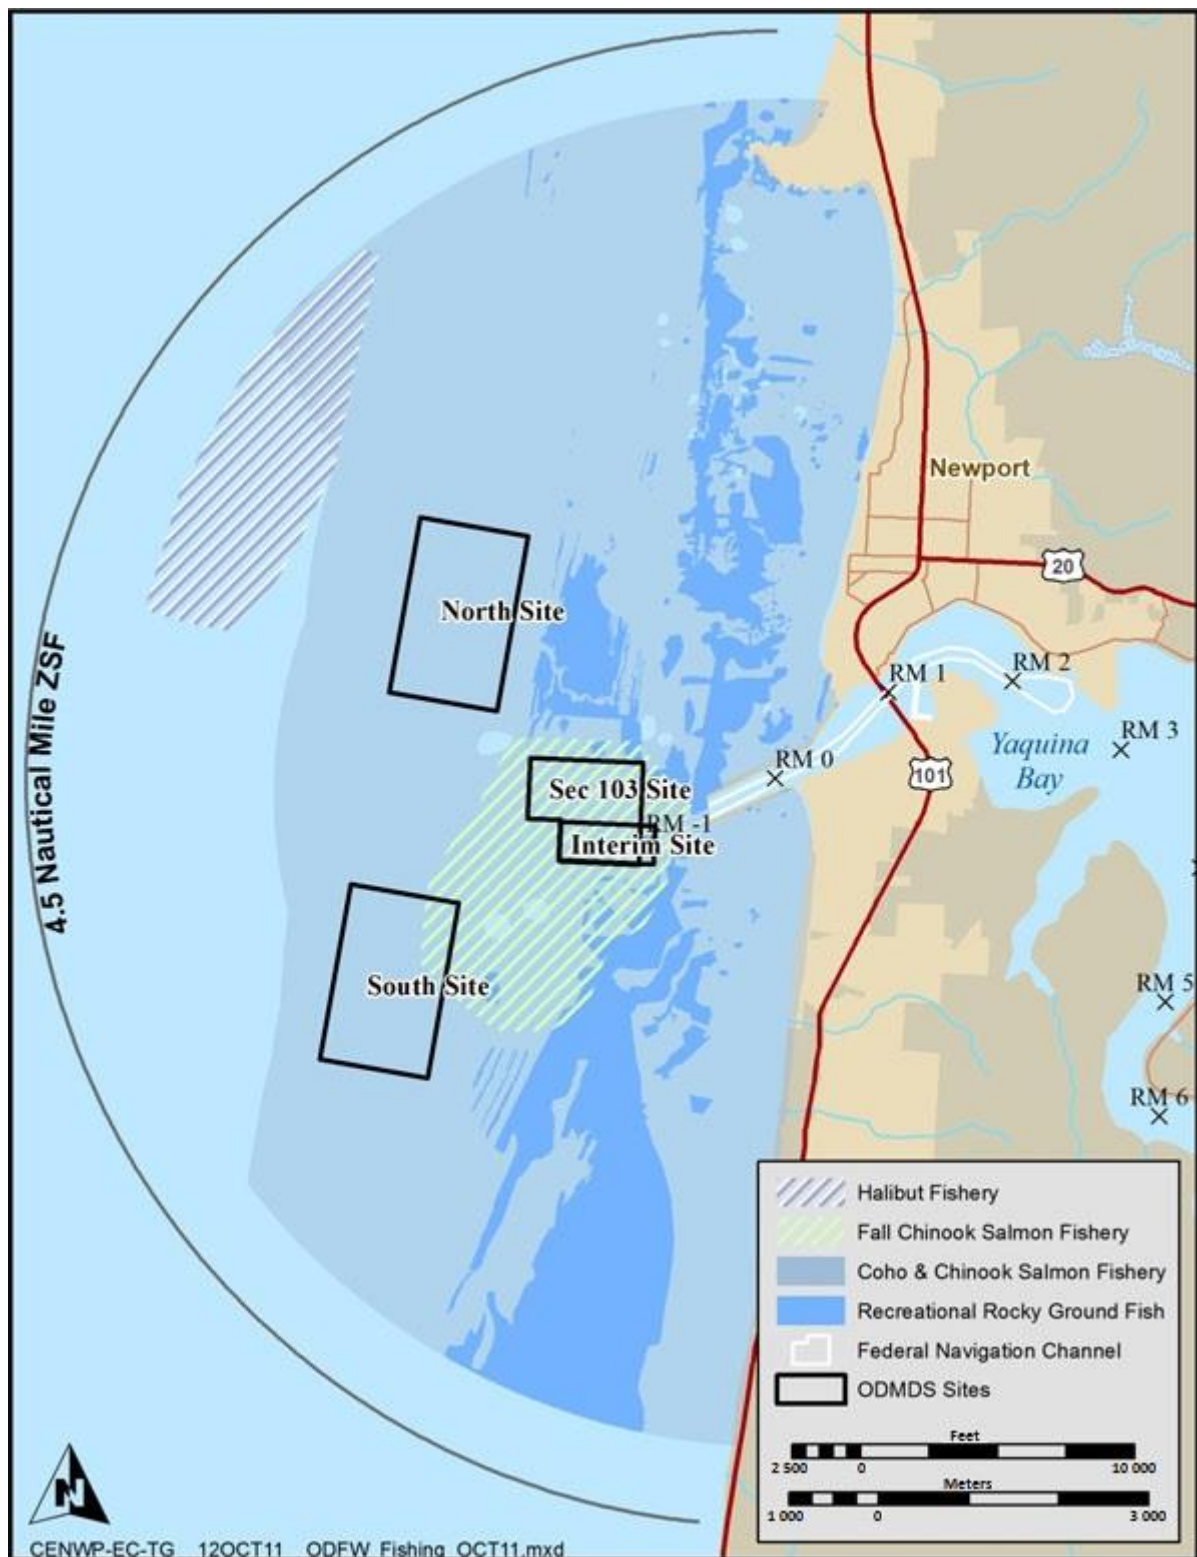 Newport
20
North Site
RM 1
RM 2
RM 3
RM 0
Yaquina
Bay
101
4.5 Nautical Mile ZSF
Sec 103 Site
RM -1
Interim Site
South Site
RM 5
RM 6
Halibut Fishery
Fall Chinook Salmon Fishery
Coho & Chinook Salmon Fishery
Recreational Rocky Ground Fish
Federal Navigation Channel
ODMDS Sites
Feet
2 500 0 10 000
Meters
1 000 0 3 000
N
CENWP-EC-TG 12OCT11 ODFW_Fishing_OCT11.mxd